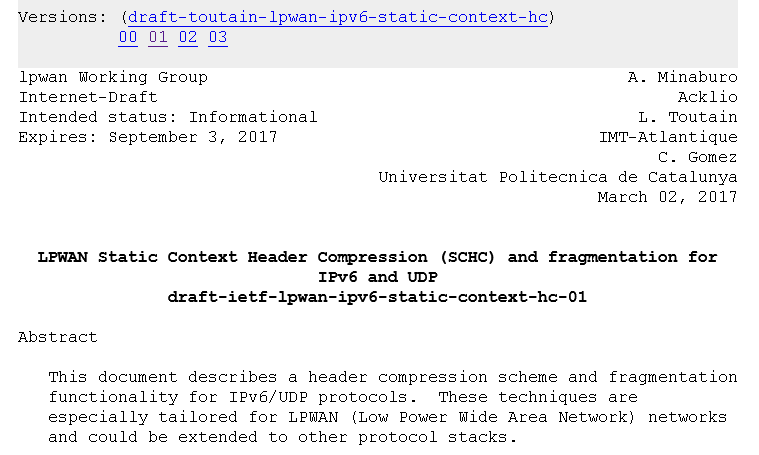 Versions: (draft-toutain-lpwan-ipv6-static-context-hc)
00 01 02 03
lpwan Working Group A. Minaburo
Internet-Draft Acklio
Intended status: Informational L. Toutain
Expires: September 3, 2017 IMT-Atlantique
C. Gomez
Universitat Politecnica de Catalunya
March 02, 2017
LPWAN Static Context Header Compression (SCHC) and fragmentation for
IPv6 and UDP
draft-ietf-lpwan-ipv6-static-context-hc-01
Abstract
This document describes a header compression scheme and fragmentation
functionality for IPv6/UDP protocols. These techniques are
especially tailored for LPWAN (Low Power Wide Area Network) networks
and could be extended to other protocol stacks.